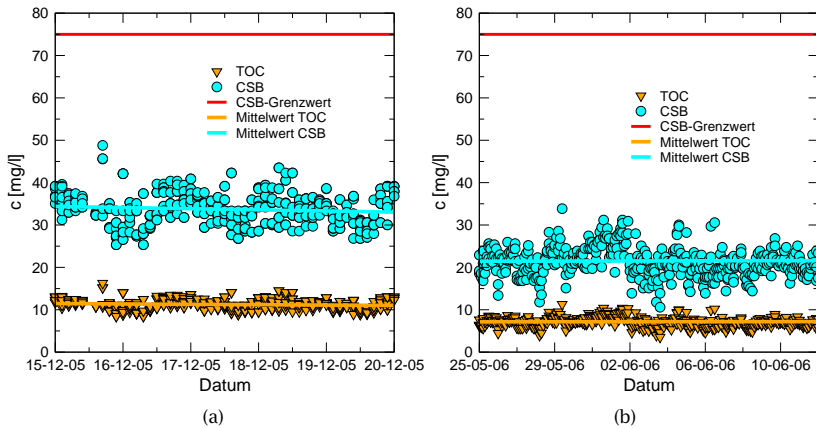 80
70
60
50
40
30
20
10
0
c [mg/l]
TOC
CSB
CSB-Grenzwert
Mittelwert TOC
Mittelwert CSB
15-12-05 16-12-05 17-12-05 18-12-05 19-12-05 20-12-05
Datum
(a)
80
70
60
50
40
30
20
10
0
c [mg/l]
TOC
CSB
CSB-Grenzwert
Mittelwert TOC
Mittelwert CSB
25-05-06 29-05-06 02-06-06 06-06-06 10-06-06
Datum
(b)